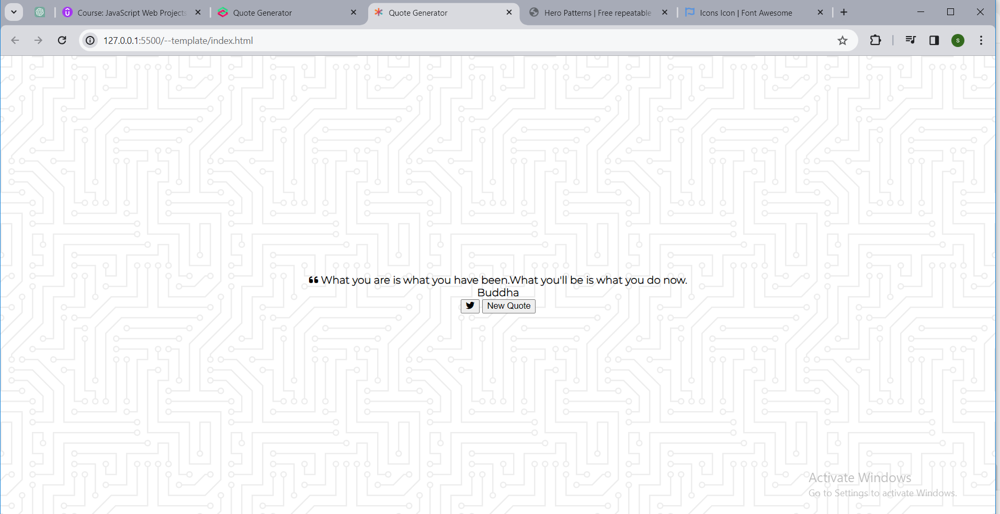 Course: JavaScript Web Projects
Quote Generator
Quote Generator
Hero Patterns | Free repeatable
Icons Icon | Font Awesome
127.0.0.1:5500/--template/index.html
s
“ What you are is what you have been.What you'll be is what you do now.
Buddha
New Quote
Activate Windows
Go to Settings to activate Windows.